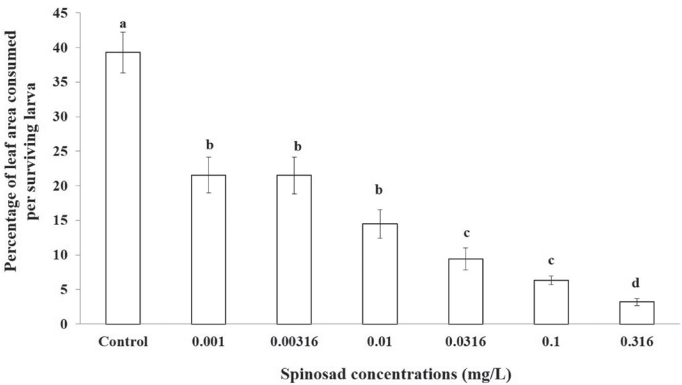 Percentage of leaf area consumed
per surviving larva
45
40
35
30
25
20
15
10
5
0
a
b
b
b
c
c
d
Control 0.001 0.00316 0.01 0.0316 0.1 0.316
Spinosad concentrations (mg/L)